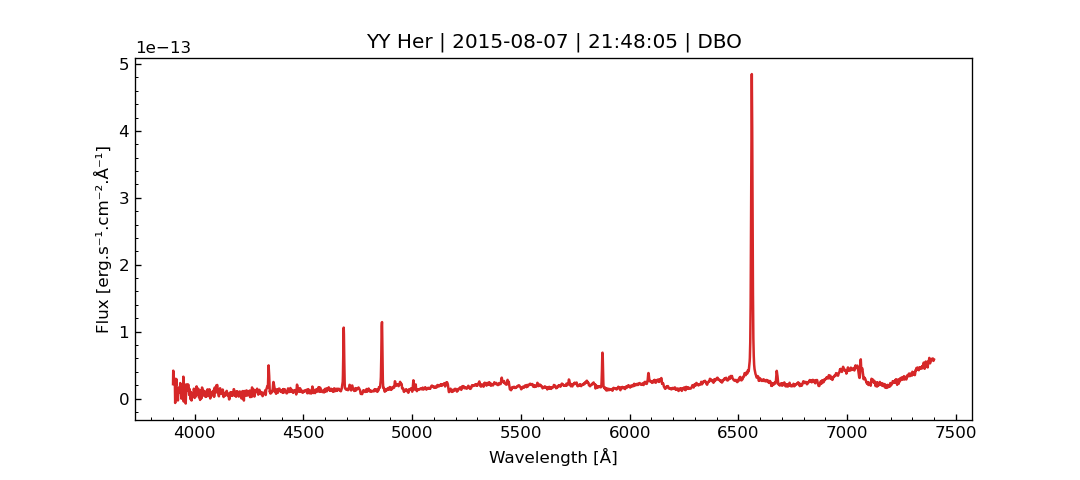 YY Her | 2015-08-07 | 21:48:05 | DBO
1e−13
5
4
3
2
1
0
Flux [erg.s⁻¹.cm⁻².Å⁻¹]
4000 4500 5000 5500 6000 6500 7000 7500
Wavelength [Å]